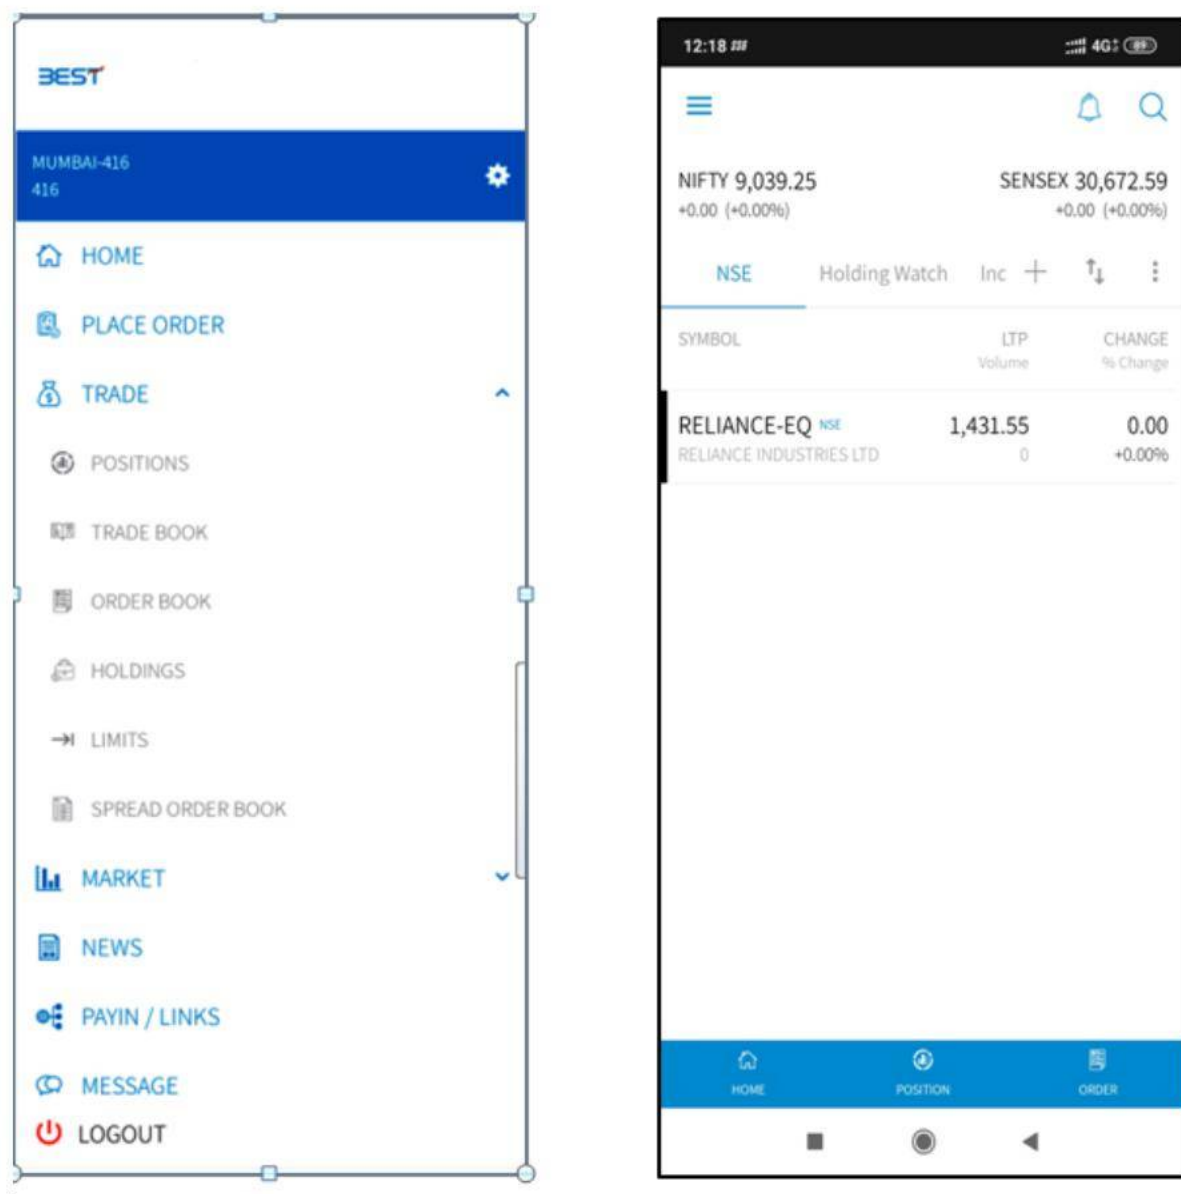 BEST
MUMBAI-416
416
HOME
PLACE ORDER
TRADE
POSITIONS
TRADE BOOK
ORDER BOOK
HOLDINGS
LIMITS
SPREAD ORDER BOOK
MARKET
NEWS
PAYIN / LINKS
MESSAGE
LOGOUT
12:18 4G 89
NIFTY 9,039.25 SENSEX 30,672.59
+0.00 (+0.00%) +0.00 (+0.00%)
NSE Holding Watch Inc
SYMBOL LTP CHANGE
Volume % Change
RELIANCE-EQ NSE 1,431.55 0.00
RELIANCE INDUSTRIES LTD 0 +0.00%
HOME POSITION ORDER